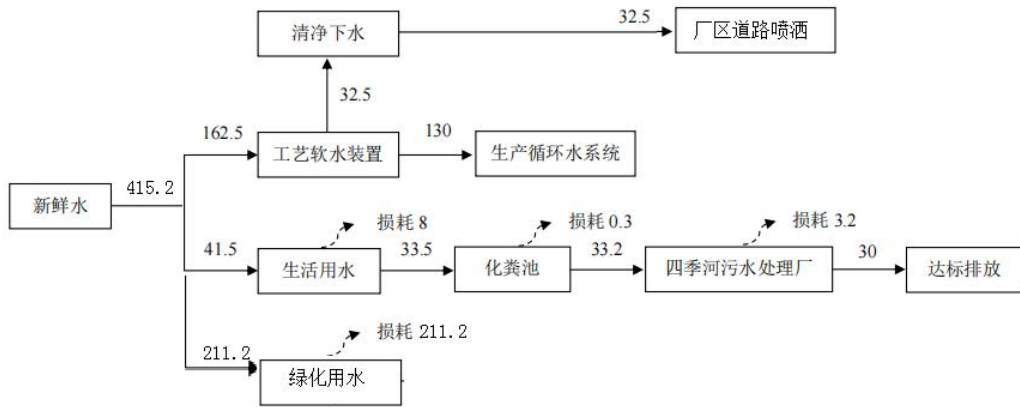 32.5
清净下水
厂区道路喷洒
32.5
162.5
130
工艺软水装置
生产循环水系统
415.2
新鲜水
损耗 8
损耗 0.3
损耗 3.2
41.5
33.5
33.2
30
生活用水
化粪池
四季河污水处理厂
达标排放
损耗 211.2
211.2
绿化用水